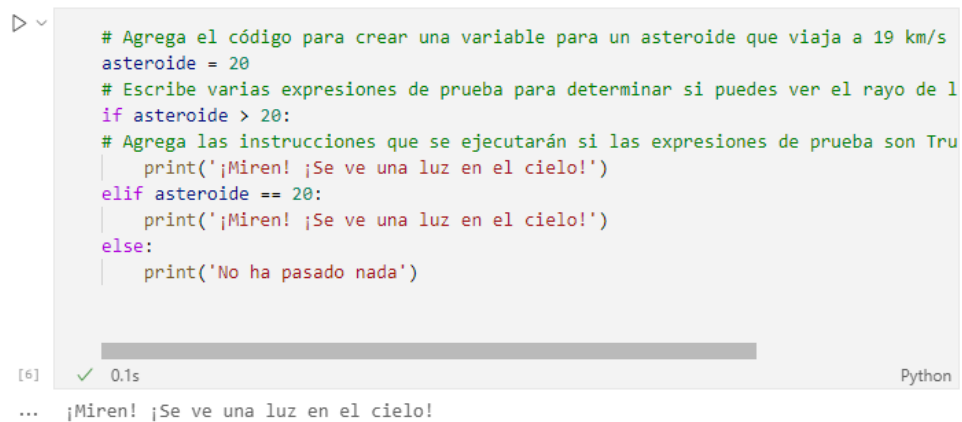 # Agrega el código para crear una variable para un asteroide que viaja a 19 km/s
asteroide = 20
# Escribe varias expresiones de prueba para determinar si puedes ver el rayo de l
if asteroide > 20:
# Agrega las instrucciones que se ejecutarán si las expresiones de prueba son Tru
print('¡Miren! ¡Se ve una luz en el cielo!')
elif asteroide == 20:
print('¡Miren! ¡Se ve una luz en el cielo!')
else:
print('No ha pasado nada')
[6] ✓ 0.1s Python
... ¡Miren! ¡Se ve una luz en el cielo!